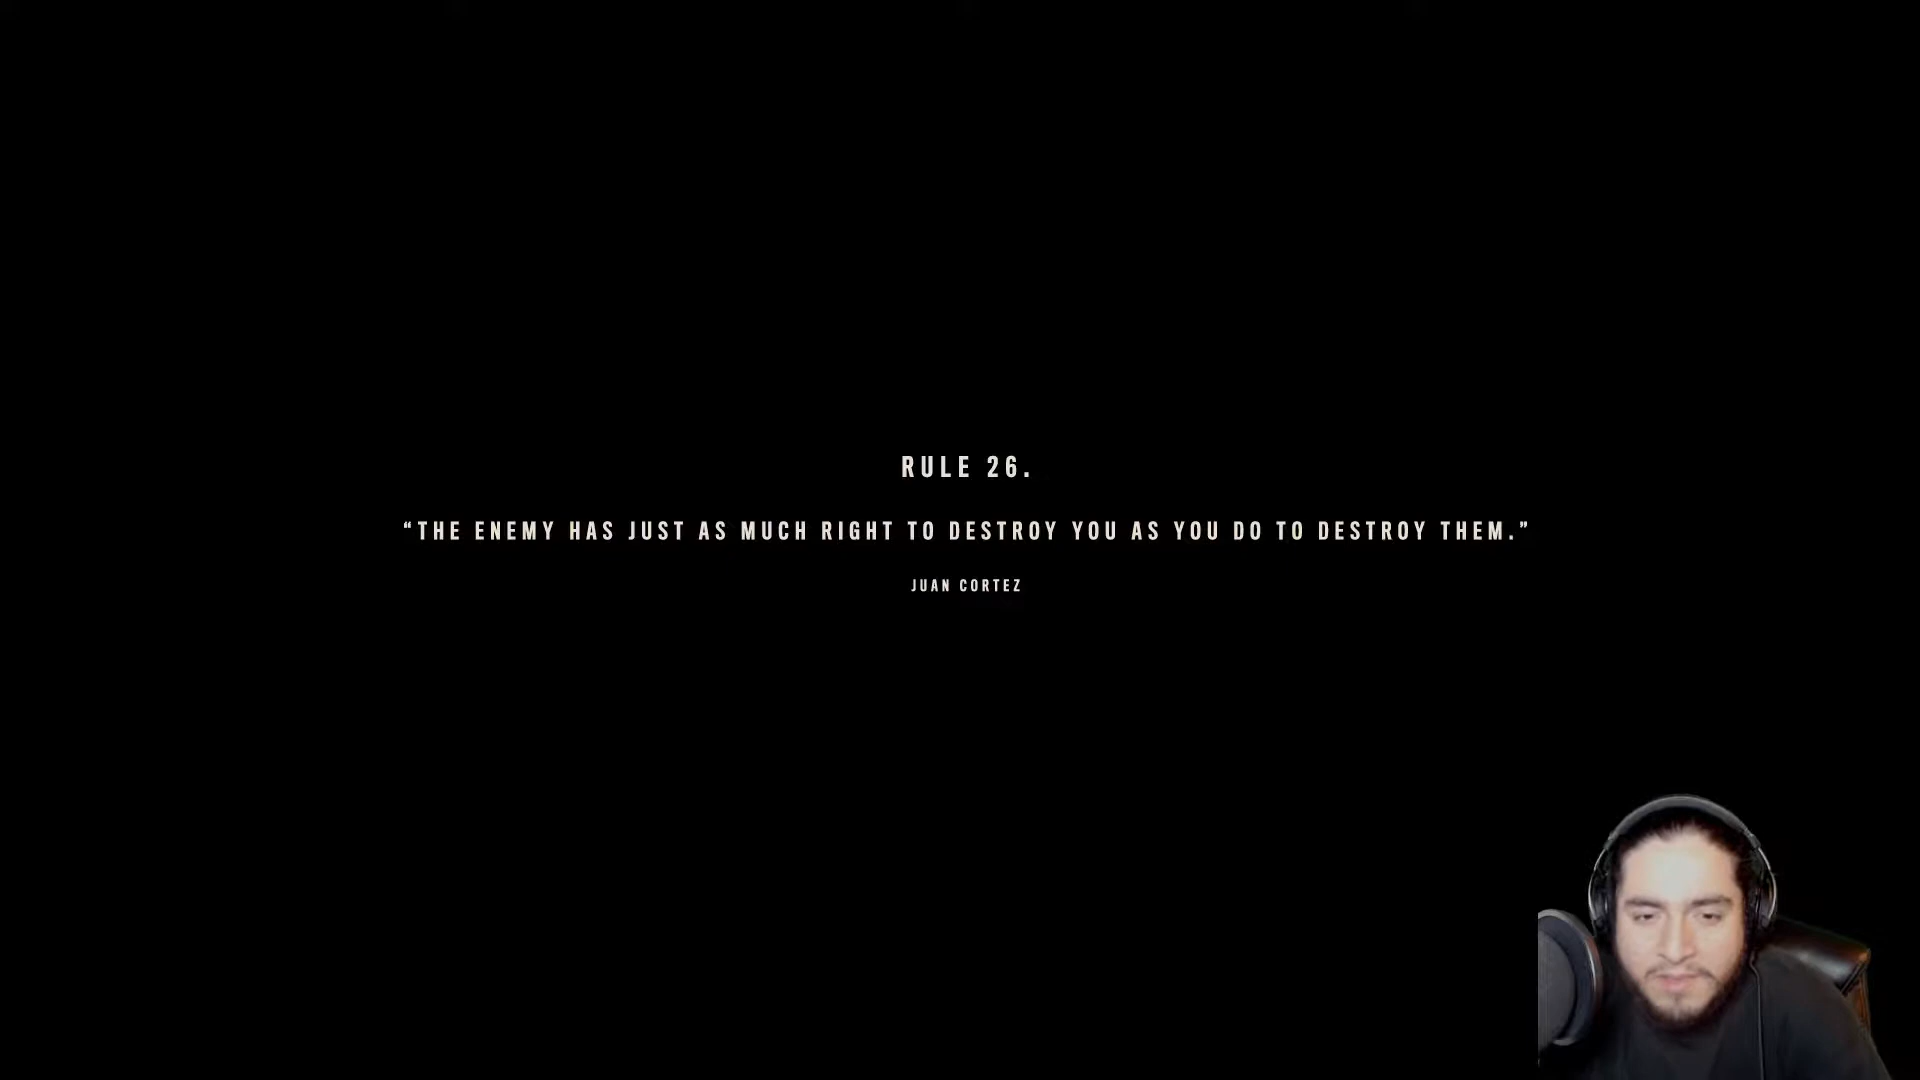 RULE 26.
“THE ENEMY HAS JUST AS MUCH RIGHT TO DESTROY YOU AS YOU DO TO DESTROY THEM.”
JUAN CORTEZ